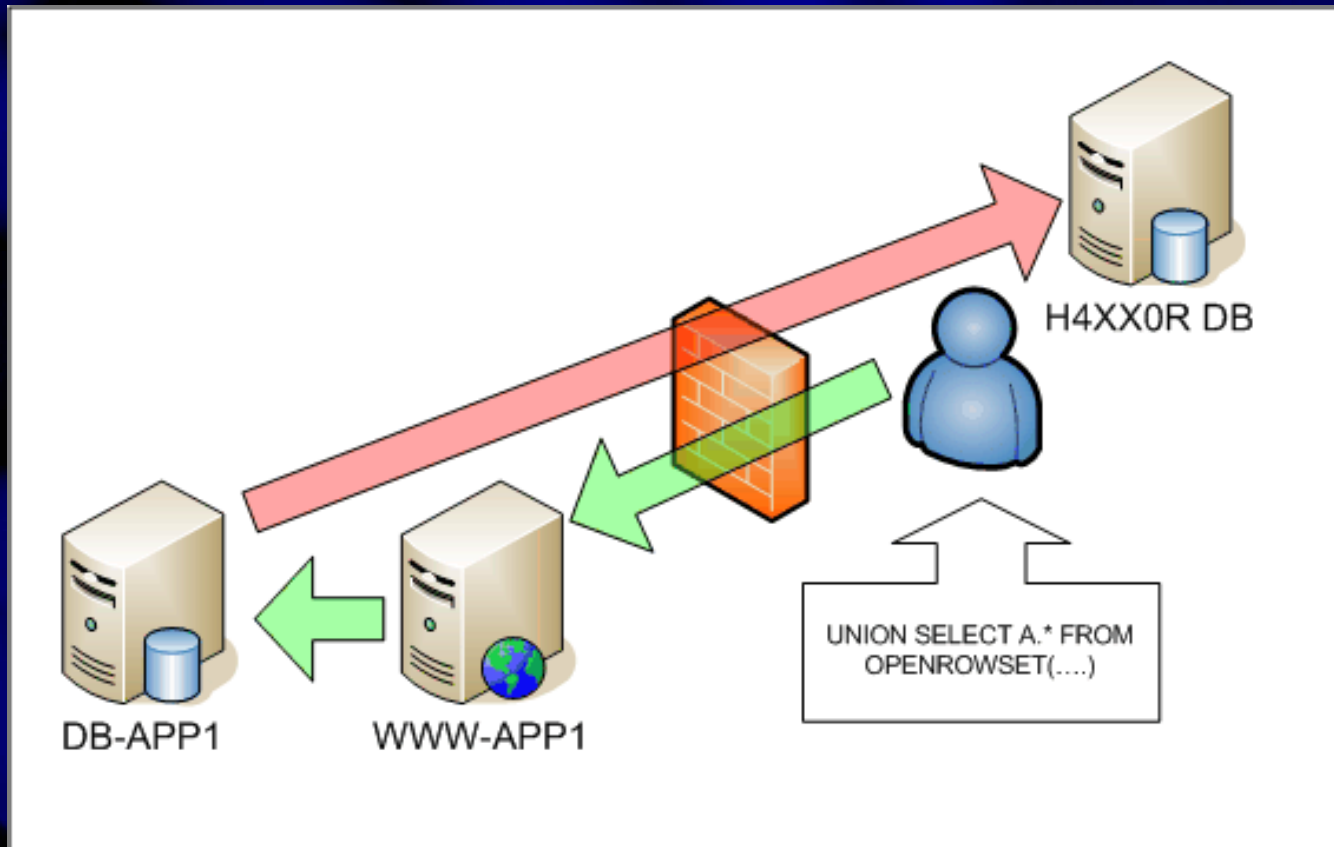 H4XX0R DB
DB-APP1
WWW-APP1
UNION SELECT A.* FROM
OPENROWSET(....)